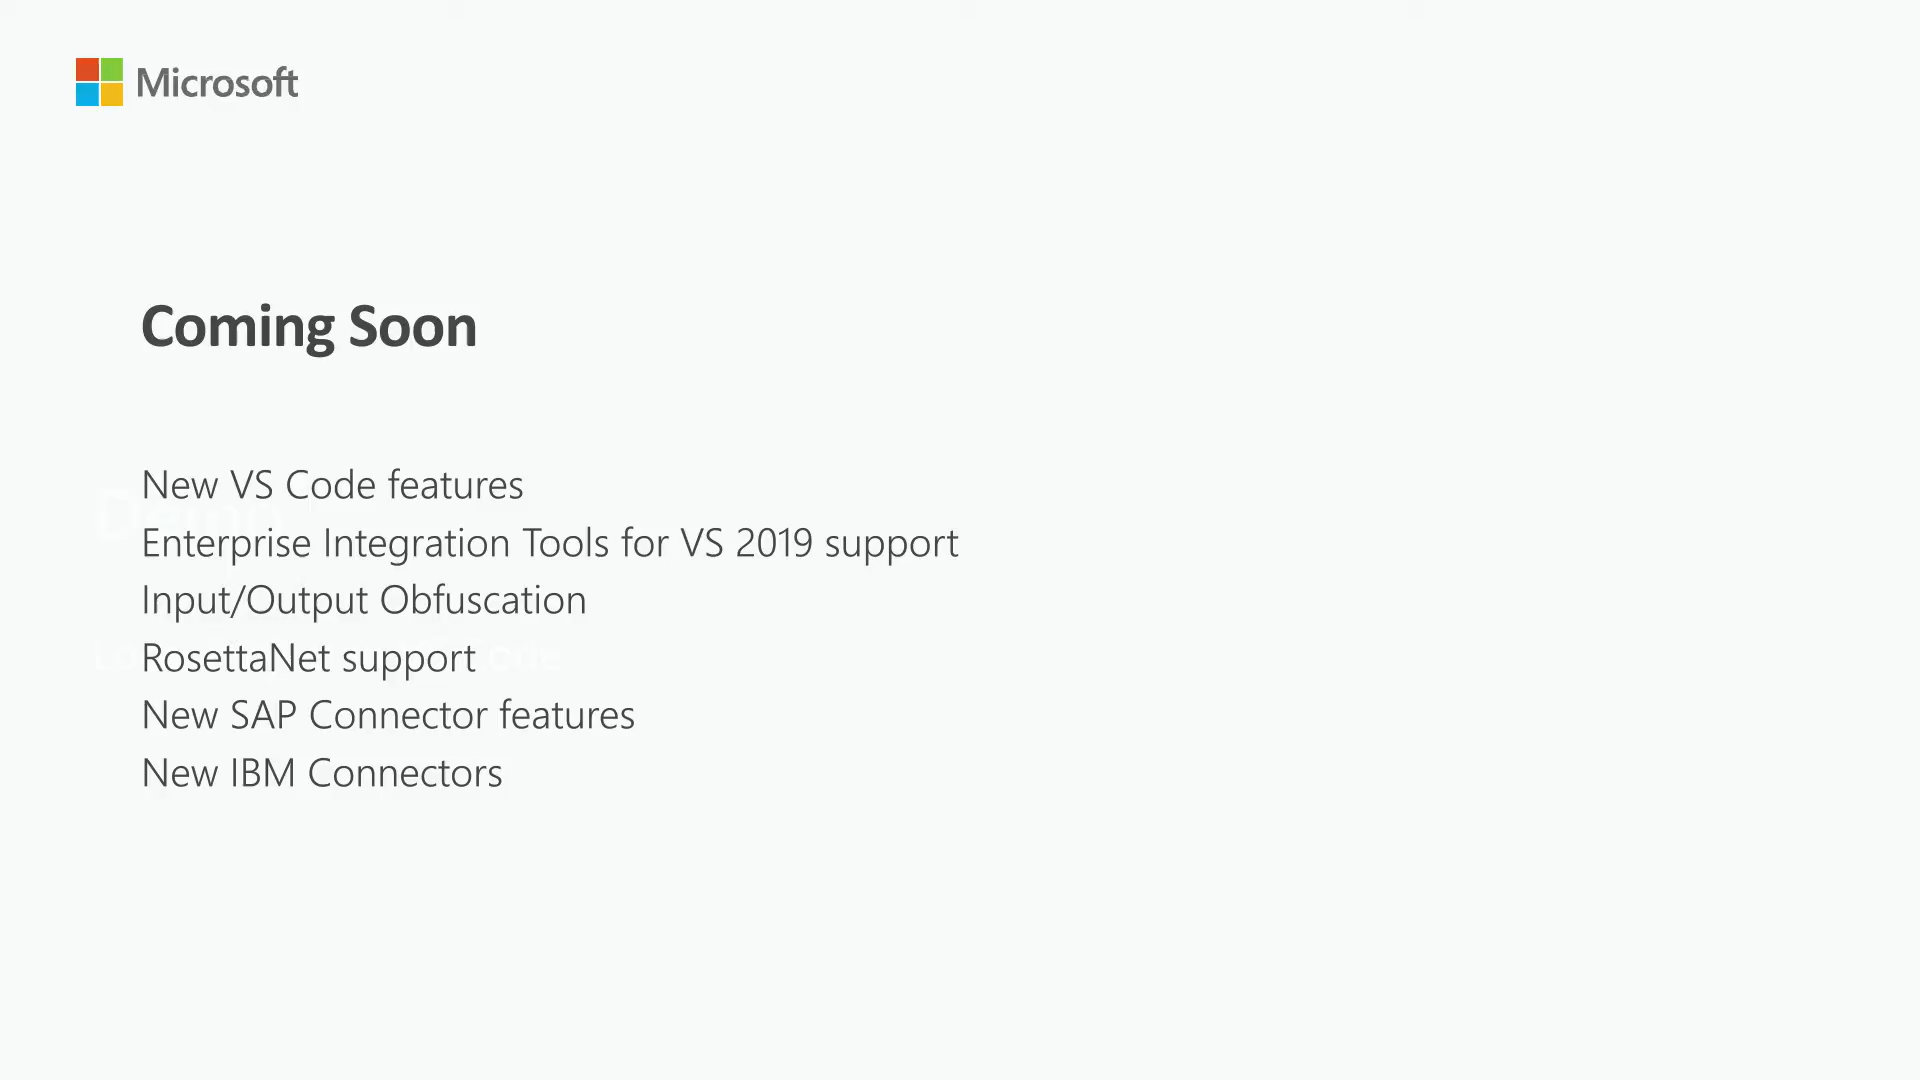 Microsoft
Coming Soon
New VS Code features
Enterprise Integration Tools for VS 2019 support
Input/Output Obfuscation
RosettaNet support
New SAP Connector features
New IBM Connectors